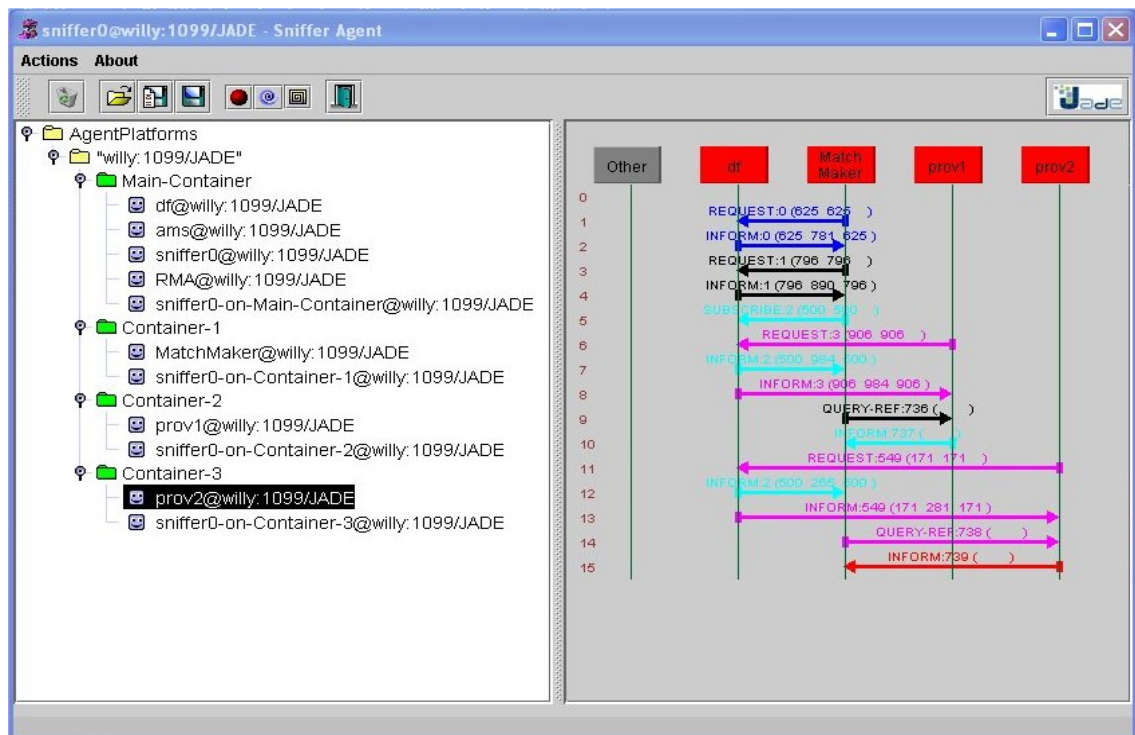 sniffer0@willy:1099/JADE - Sniffer Agent
Actions About
Jade
AgentPlatforms
"willy:1099/JADE"
Main-Container
df@willy:1099/JADE
ams@willy:1099/JADE
sniffer0@willy:1099/JADE
RMA@willy:1099/JADE
sniffer0-on-Main-Container@willy:1099/JADE
Container-1
MatchMaker@willy:1099/JADE
sniffer0-on-Container-1@willy:1099/JADE
Container-2
prov1@willy:1099/JADE
sniffer0-on-Container-2@willy:1099/JADE
Container-3
prov2@willy:1099/JADE
sniffer0-on-Container-3@willy:1099/JADE
Other df Match Maker prov1 prov2
0
REQUEST:0 (625 625 )
1
INFORM:0 (625 781 625 )
2
REQUEST:1 (796 796 )
3
INFORM:1 (796 890 796 )
4
SUBSCRIBE:2 (500 500 )
5
REQUEST:3 (906 906 )
6
INFORM:2 (500 984 500 )
7
INFORM:3 (906 984 906 )
8
QUERY-REF:736 ( )
9
INFORM:737 ( )
10
REQUEST:549 (171 171 )
11
INFORM:2 (500 265 500 )
12
INFORM:549 (171 281 171 )
13
QUERY-REF:738 ( )
14
INFORM:739 ( )
15